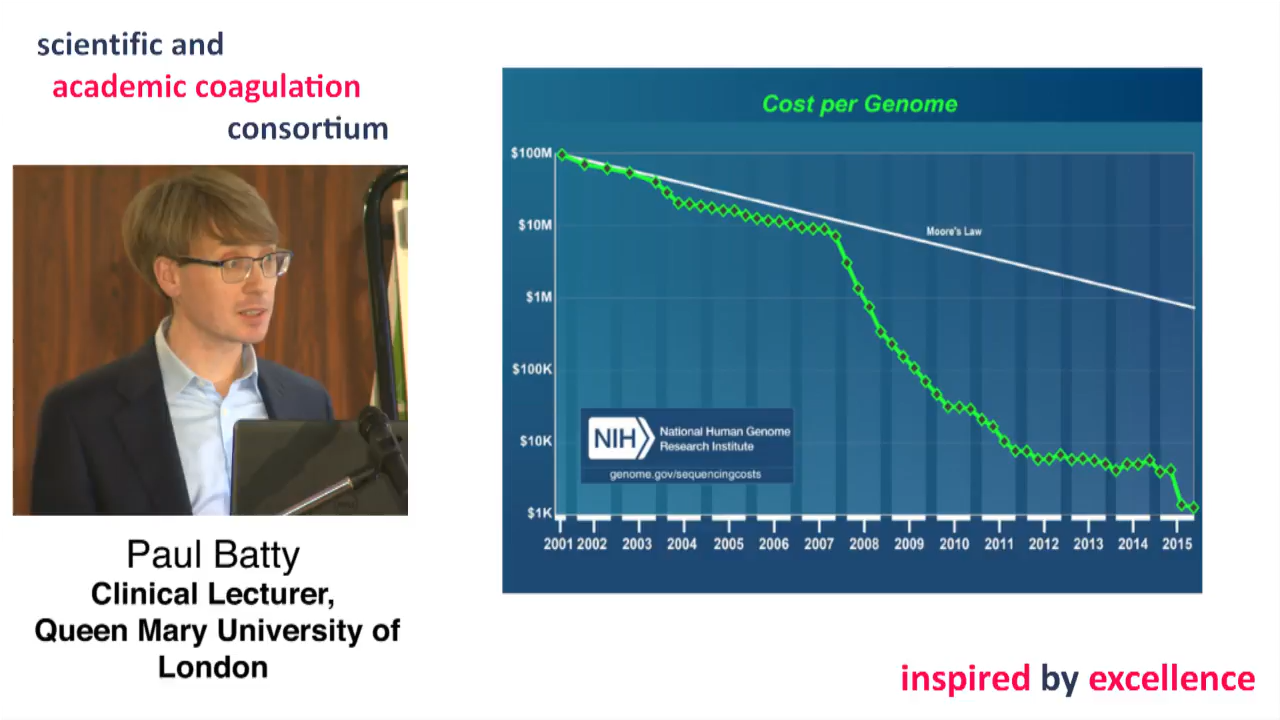 scientific and
academic coagulation
consortium
Paul Batty
Clinical Lecturer,
Queen Mary University of
London
Cost per Genome
$100M
$10M
$1M
$100K
$10K
$1K
Moore's Law
NIH
National Human Genome
Research Institute
genome.gov/sequencingcosts
2001 2002 2003 2004 2005 2006 2007 2008 2009 2010 2011 2012 2013 2014 2015
inspired by excellence